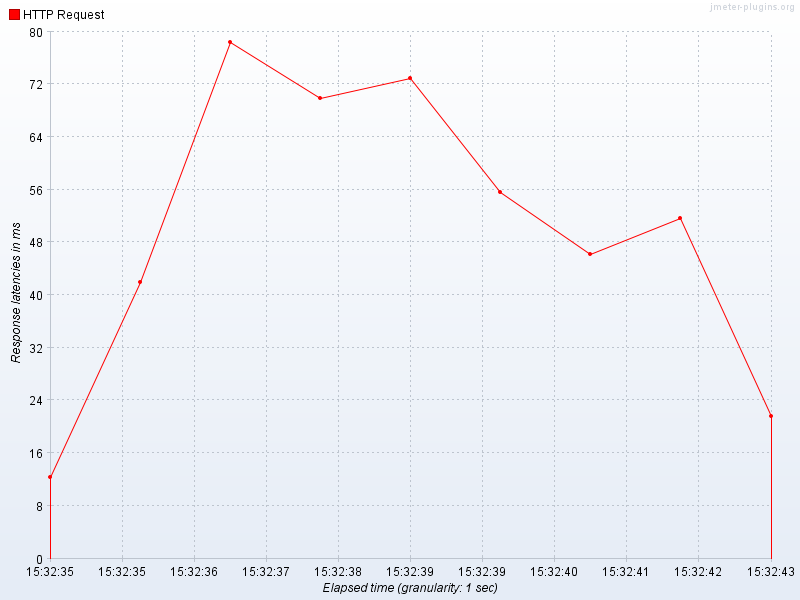 jmeter-plugins.org
HTTP Request
80
72
64
56
48
40
32
24
16
8
0
Response latencies in ms
15:32:35 15:32:35 15:32:36 15:32:37 15:32:38 15:32:39 15:32:39 15:32:40 15:32:41 15:32:42 15:32:43
Elapsed time (granularity: 1 sec)